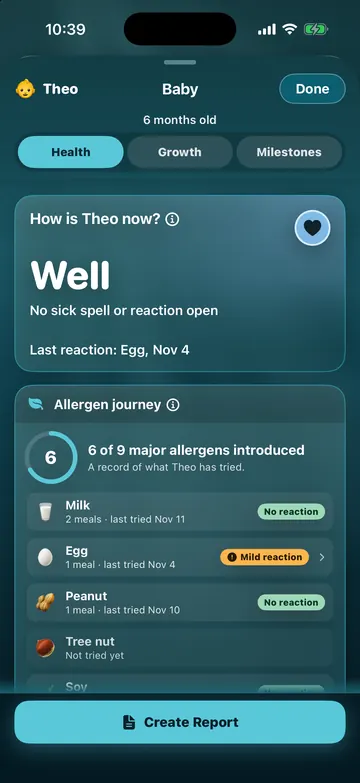 10:39
Theo
Baby
Done
6 months old
Health
Growth
Milestones
How is Theo now?
Well
No sick spell or reaction open
Last reaction: Egg, Nov 4
Allergen journey
6
6 of 9 major allergens introduced
A record of what Theo has tried.
Milk
2 meals · last tried Nov 11
No reaction
Egg
1 meal · last tried Nov 4
Mild reaction
Peanut
1 meal · last tried Nov 10
No reaction
Tree nut
Not tried yet
Soy
Create Report